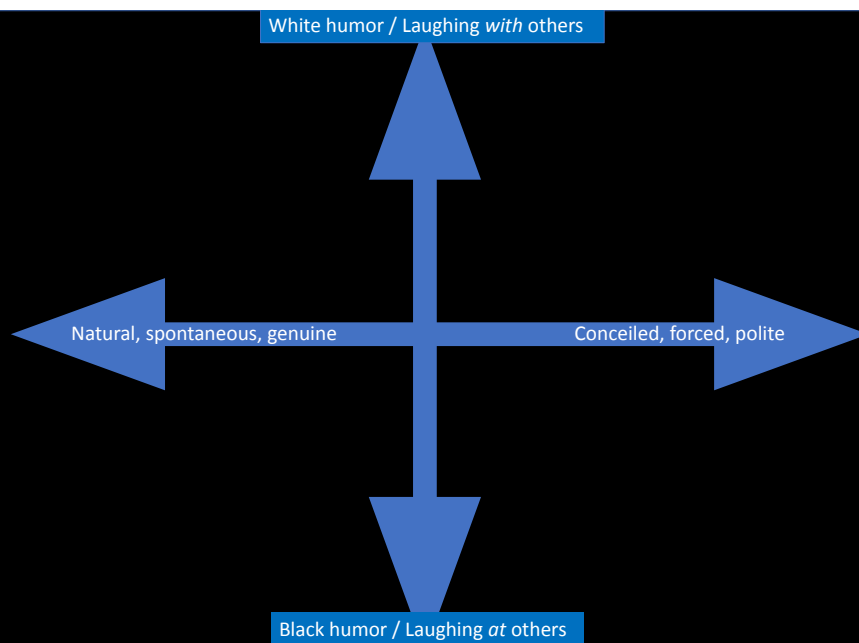 White humor / Laughing with others
Natural, spontaneous, genuine
Conceiled, forced, polite
Black humor / Laughing at others